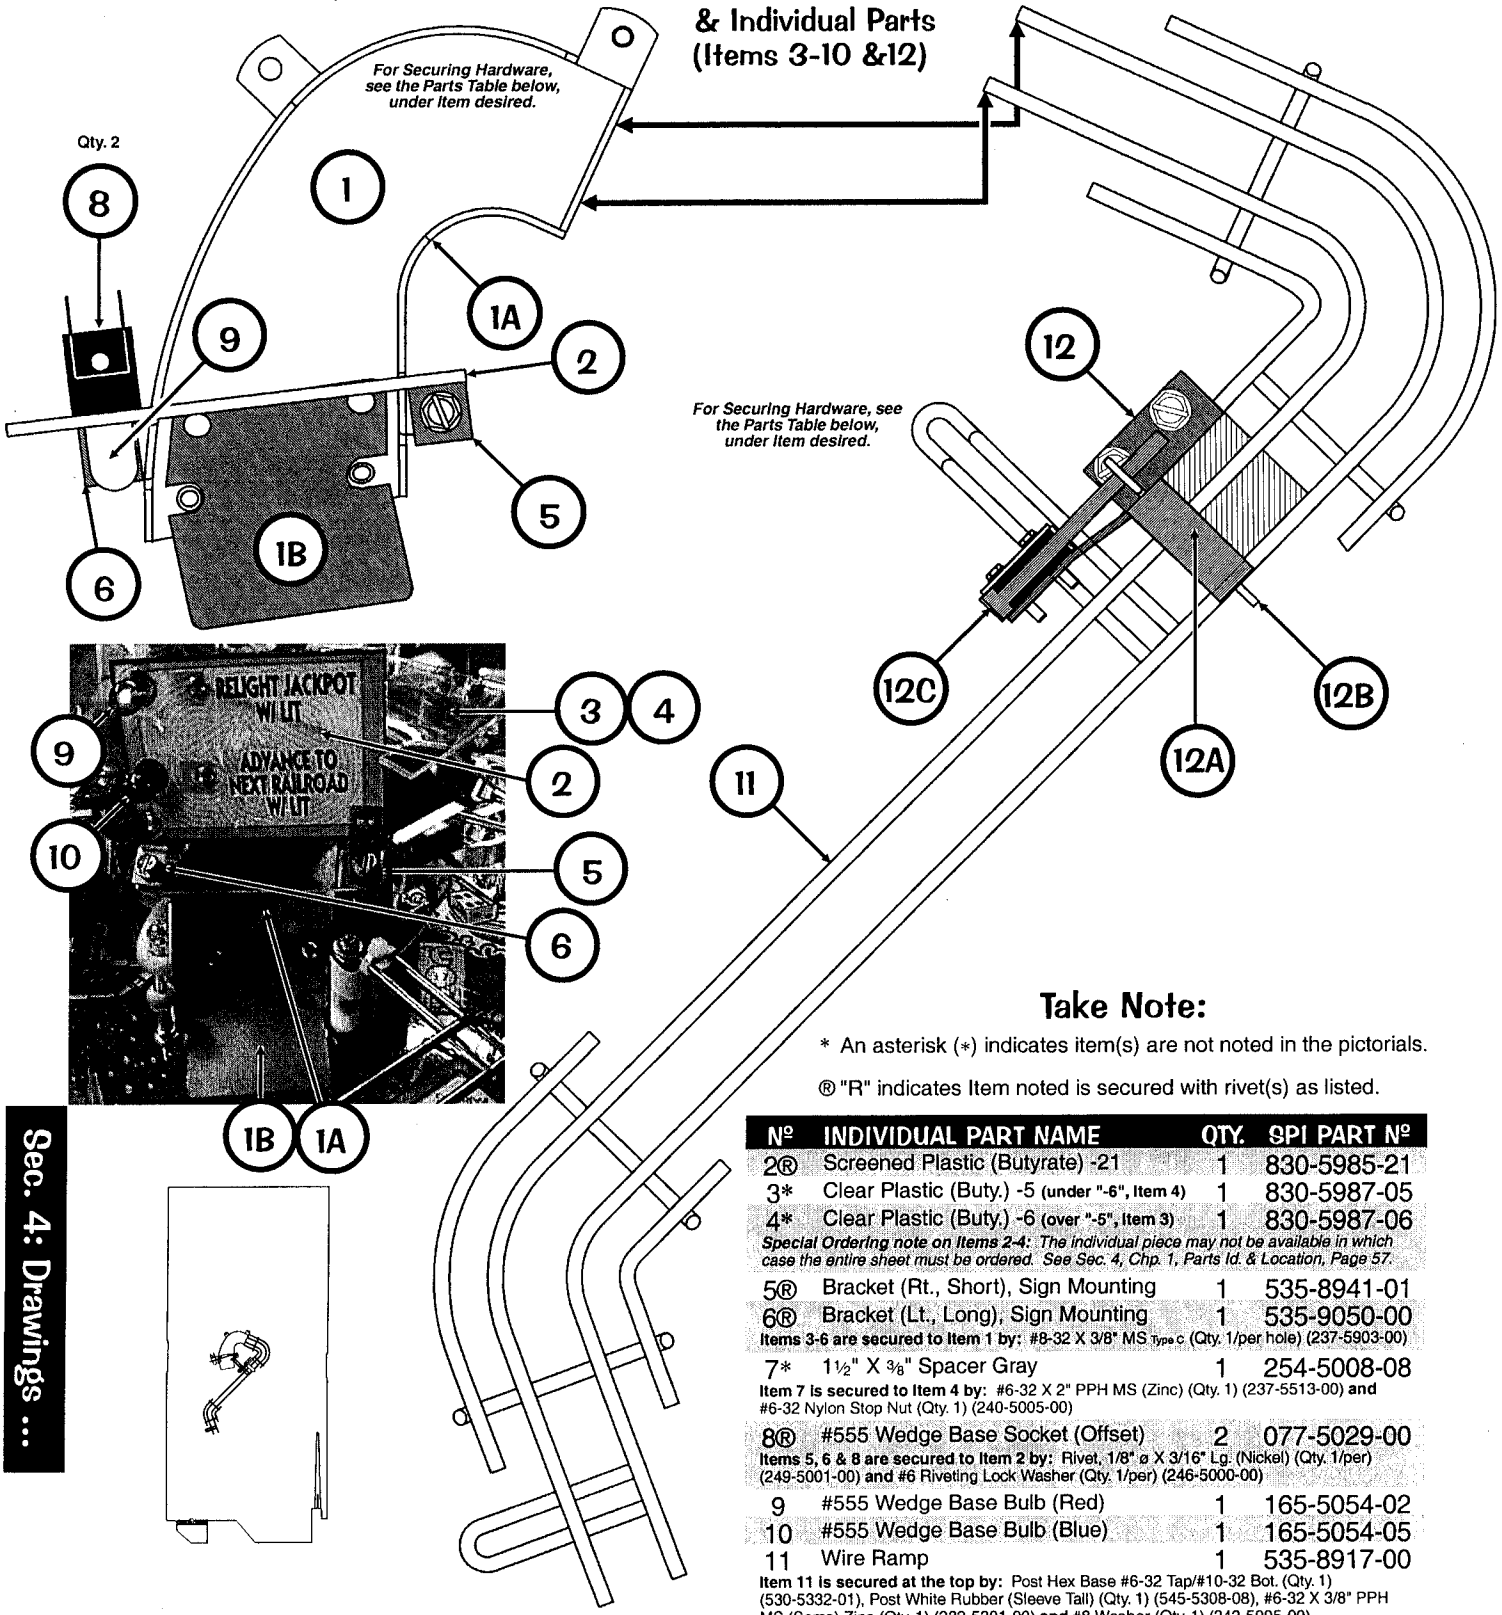 & Individual Parts
(Items 3-10 &12)
For Securing Hardware,
see the Parts Table below,
under Item desired.
Qty. 2
8
1
9
1A
2
5
1B
6
12
For Securing Hardware, see
the Parts Table below,
under Item desired.
12C
12B
12A
11
RELIGHT JACKPOT
W/ LIT
ADVANCE TO
NEXT RAILROAD
W/ LIT
3
4
9
2
10
5
6
1B
1A
Sec. 4: Drawings ...
Take Note:
* An asterisk (*) indicates item(s) are not noted in the pictorials.
® "R" indicates Item noted is secured with rivet(s) as listed.
Nº INDIVIDUAL PART NAME QTY. SPI PART Nº
2® Screened Plastic (Butyrate) -21 1 830-5985-21
3* Clear Plastic (Buty.) -5 (under "-6", Item 4) 1 830-5987-05
4* Clear Plastic (Buty.) -6 (over "-5", Item 3) 1 830-5987-06
Special Ordering note on Items 2-4: The individual piece may not be available in which
case the entire sheet must be ordered. See Sec. 4, Chp. 1, Parts Id. & Location, Page 57.
5® Bracket (Rt., Short), Sign Mounting 1 535-8941-01
6® Bracket (Lt., Long), Sign Mounting 1 535-9050-00
Items 3-6 are secured to Item 1 by: #8-32 X 3/8" MS Type C (Qty. 1/per hole) (237-5903-00)
7* 1½" X ⅜" Spacer Gray 1 254-5008-08
Item 7 is secured to Item 4 by: #6-32 X 2" PPH MS (Zinc) (Qty. 1) (237-5513-00) and
#6-32 Nylon Stop Nut (Qty. 1) (240-5005-00)
8® #555 Wedge Base Socket (Offset) 2 077-5029-00
Items 5, 6 & 8 are secured to Item 2 by: Rivet, 1/8" ø X 3/16" Lg. (Nickel) (Qty. 1/per)
(249-5001-00) and #6 Riveting Lock Washer (Qty. 1/per) (246-5000-00)
9 #555 Wedge Base Bulb (Red) 1 165-5054-02
10 #555 Wedge Base Bulb (Blue) 1 165-5054-05
11 Wire Ramp 1 535-8917-00
Item 11 is secured at the top by: Post Hex Base #6-32 Tap/#10-32 Bot. (Qty. 1)
(530-5332-01), Post White Rubber (Sleeve Tall) (Qty. 1) (545-5308-08), #6-32 X 3/8" PPH